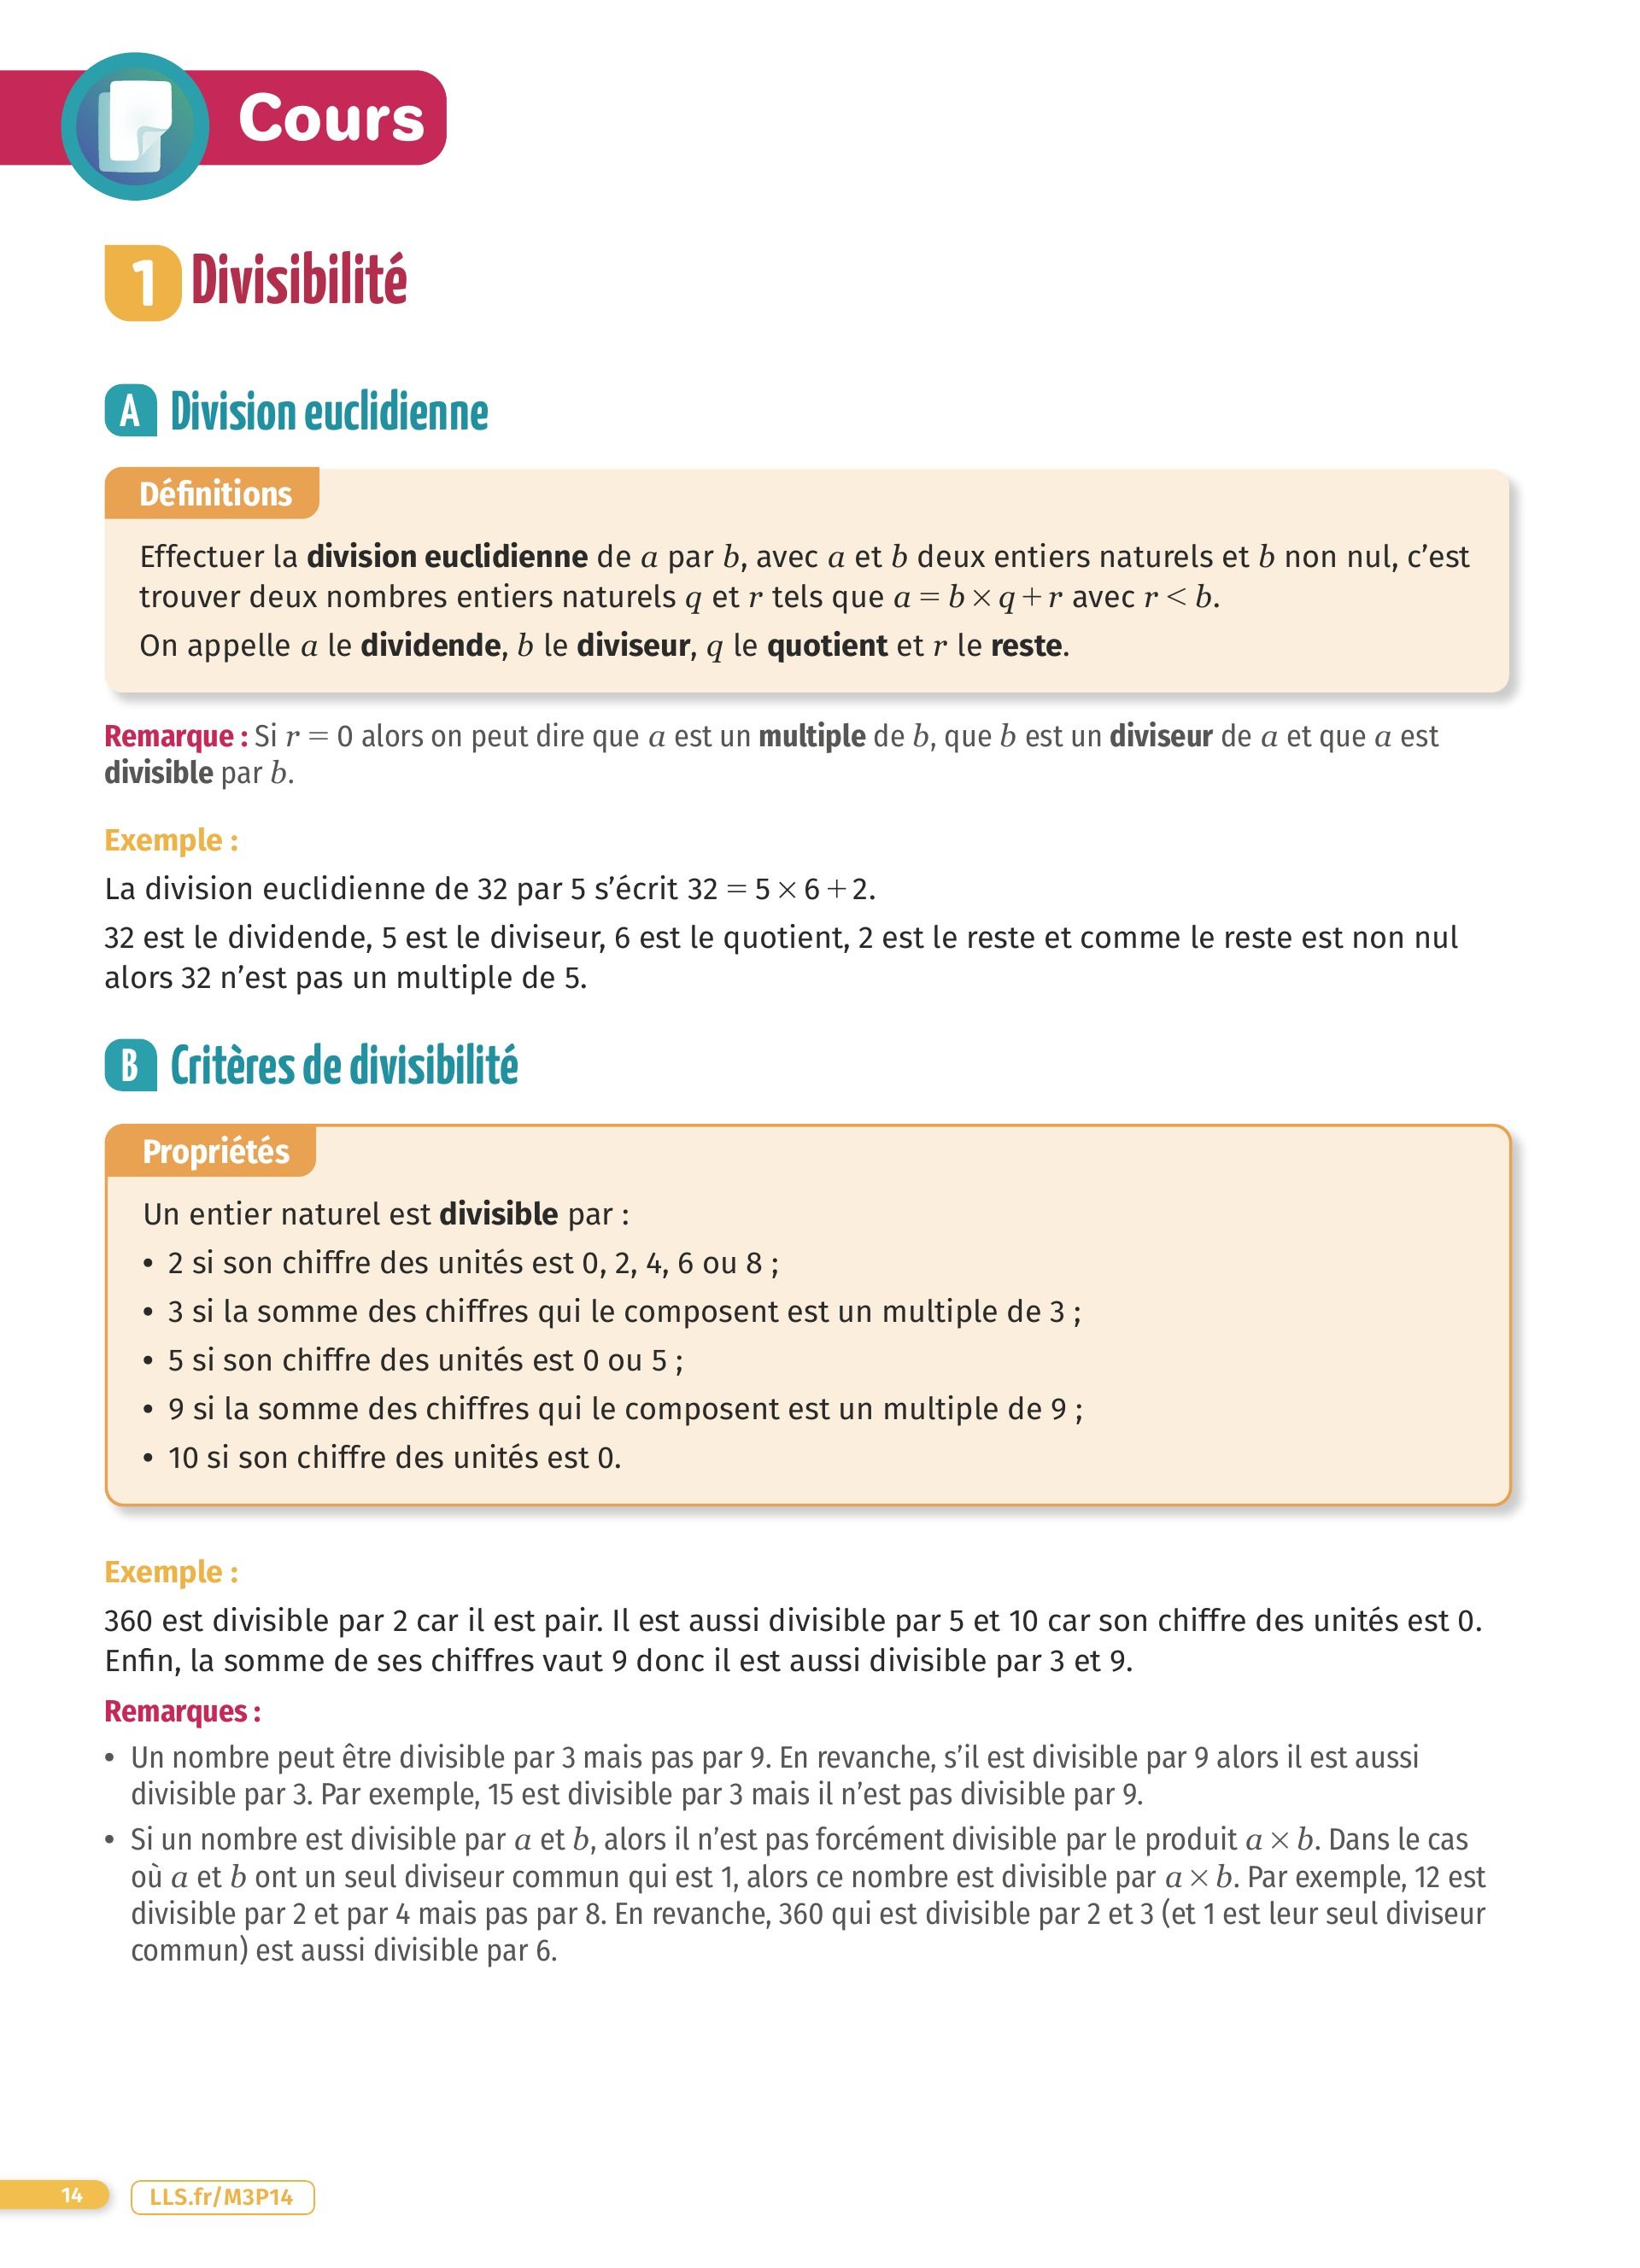 Cours
1 Divisibilité
A Division euclidienne
Définitions
Effectuer la division euclidienne de a par b, avec a et b deux entiers naturels et b non nul, c’est
trouver deux nombres entiers naturels q et r tels que a = b × q + r avec r < b.
On appelle a le dividende, b le diviseur, q le quotient et r le reste.
Remarque : Si r = 0 alors on peut dire que a est un multiple de b, que b est un diviseur de a et que a est
divisible par b.
Exemple :
La division euclidienne de 32 par 5 s’écrit 32 = 5 × 6 + 2.
32 est le dividende, 5 est le diviseur, 6 est le quotient, 2 est le reste et comme le reste est non nul
alors 32 n’est pas un multiple de 5.
B Critères de divisibilité
Propriétés
Un entier naturel est divisible par :
• 2 si son chiffre des unités est 0, 2, 4, 6 ou 8 ;
• 3 si la somme des chiffres qui le composent est un multiple de 3 ;
• 5 si son chiffre des unités est 0 ou 5 ;
• 9 si la somme des chiffres qui le composent est un multiple de 9 ;
• 10 si son chiffre des unités est 0.
Exemple :
360 est divisible par 2 car il est pair. Il est aussi divisible par 5 et 10 car son chiffre des unités est 0.
Enfin, la somme de ses chiffres vaut 9 donc il est aussi divisible par 3 et 9.
Remarques :
• Un nombre peut être divisible par 3 mais pas par 9. En revanche, s’il est divisible par 9 alors il est aussi
divisible par 3. Par exemple, 15 est divisible par 3 mais il n’est pas divisible par 9.
• Si un nombre est divisible par a et b, alors il n’est pas forcément divisible par le produit a × b. Dans le cas
où a et b ont un seul diviseur commun qui est 1, alors ce nombre est divisible par a × b. Par exemple, 12 est
divisible par 2 et par 4 mais pas par 8. En revanche, 360 qui est divisible par 2 et 3 (et 1 est leur seul diviseur
commun) est aussi divisible par 6.
14 LLS.fr/M3P14